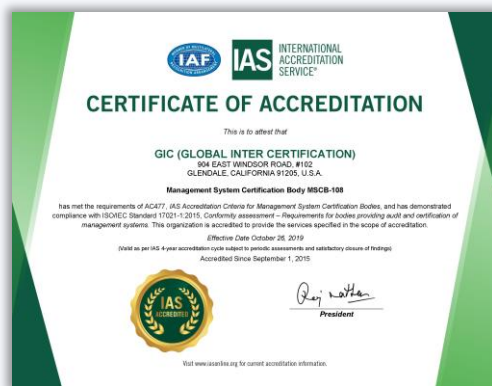 IAF
IAS
INTERNATIONAL
ACCREDITATION
SERVICE®
CERTIFICATE OF ACCREDITATION
This is to attest that
GIC (GLOBAL INTER CERTIFICATION)
904 EAST WINDSOR ROAD, #102
GLENDALE, CALIFORNIA 91205, U.S.A.
Management System Certification Body MSCB-108
has met the requirements of AC477, IAS Accreditation Criteria for Management System Certification Bodies, and has demonstrated
compliance with ISO/IEC Standard 17021-1:2015, Conformity assessment – Requirements for bodies providing audit and certification of
management systems. This organization is accredited to provide the services specified in the scope of accreditation.
Effective Date October 26, 2019
(Valid as per IAS 4-year accreditation cycle subject to periodic assessments and satisfactory closure of findings)
Accredited Since September 1, 2015
IAS
ACCREDITED
President
Visit www.iasonline.org for current accreditation information.